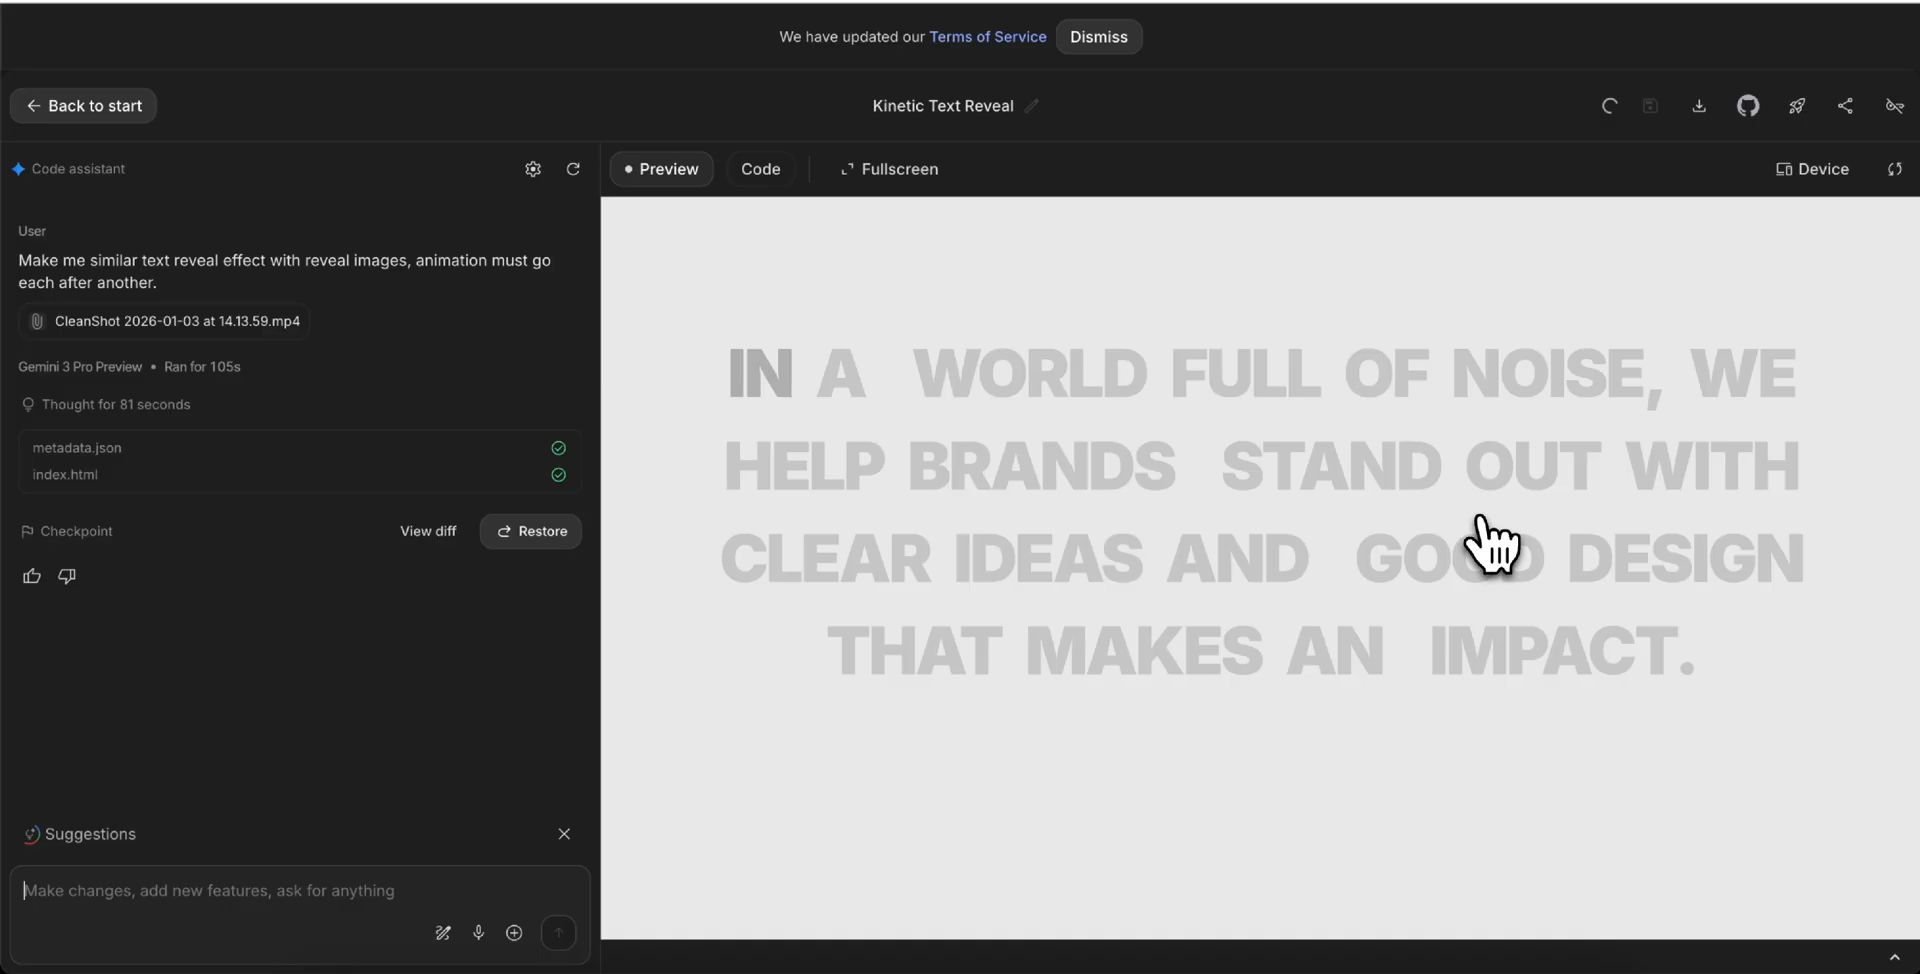 We have updated our Terms of Service Dismiss
Back to start
Kinetic Text Reveal
Code assistant
Preview Code Fullscreen Device
User
Make me similar text reveal effect with reveal images, animation must go
each after another.
CleanShot 2026-01-03 at 14.13.59.mp4
Gemini 3 Pro Preview • Ran for 105s
Thought for 81 seconds
metadata.json
index.html
Checkpoint View diff Restore
Suggestions
Make changes, add new features, ask for anything
IN A WORLD FULL OF NOISE, WE
HELP BRANDS STAND OUT WITH
CLEAR IDEAS AND GOOD DESIGN
THAT MAKES AN IMPACT.